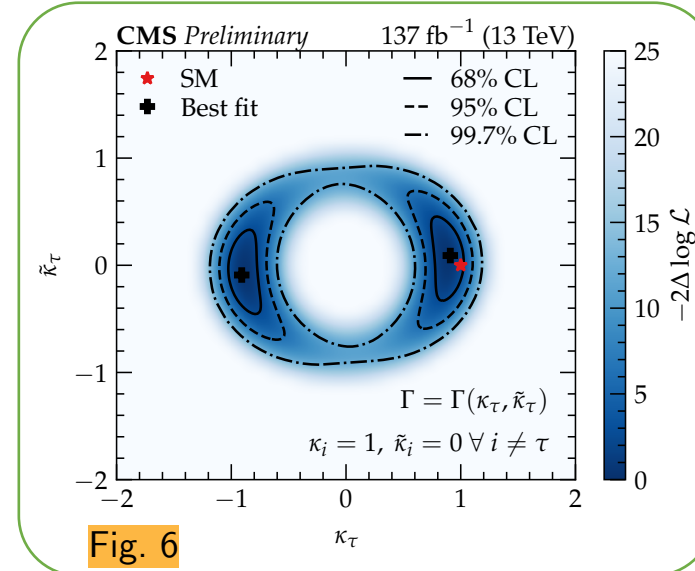 CMS Preliminary 137 fb⁻¹ (13 TeV)
SM
Best fit
68% CL
95% CL
99.7% CL
Γ = Γ(κτ, κ̃τ)
κi = 1, κ̃i = 0 ∀ i ≠ τ
2
1
0
−1
−2
κ̃τ
−2 −1 0 1 2
κτ
25
20
15
10
5
0
−2Δ log ℒ
Fig. 6